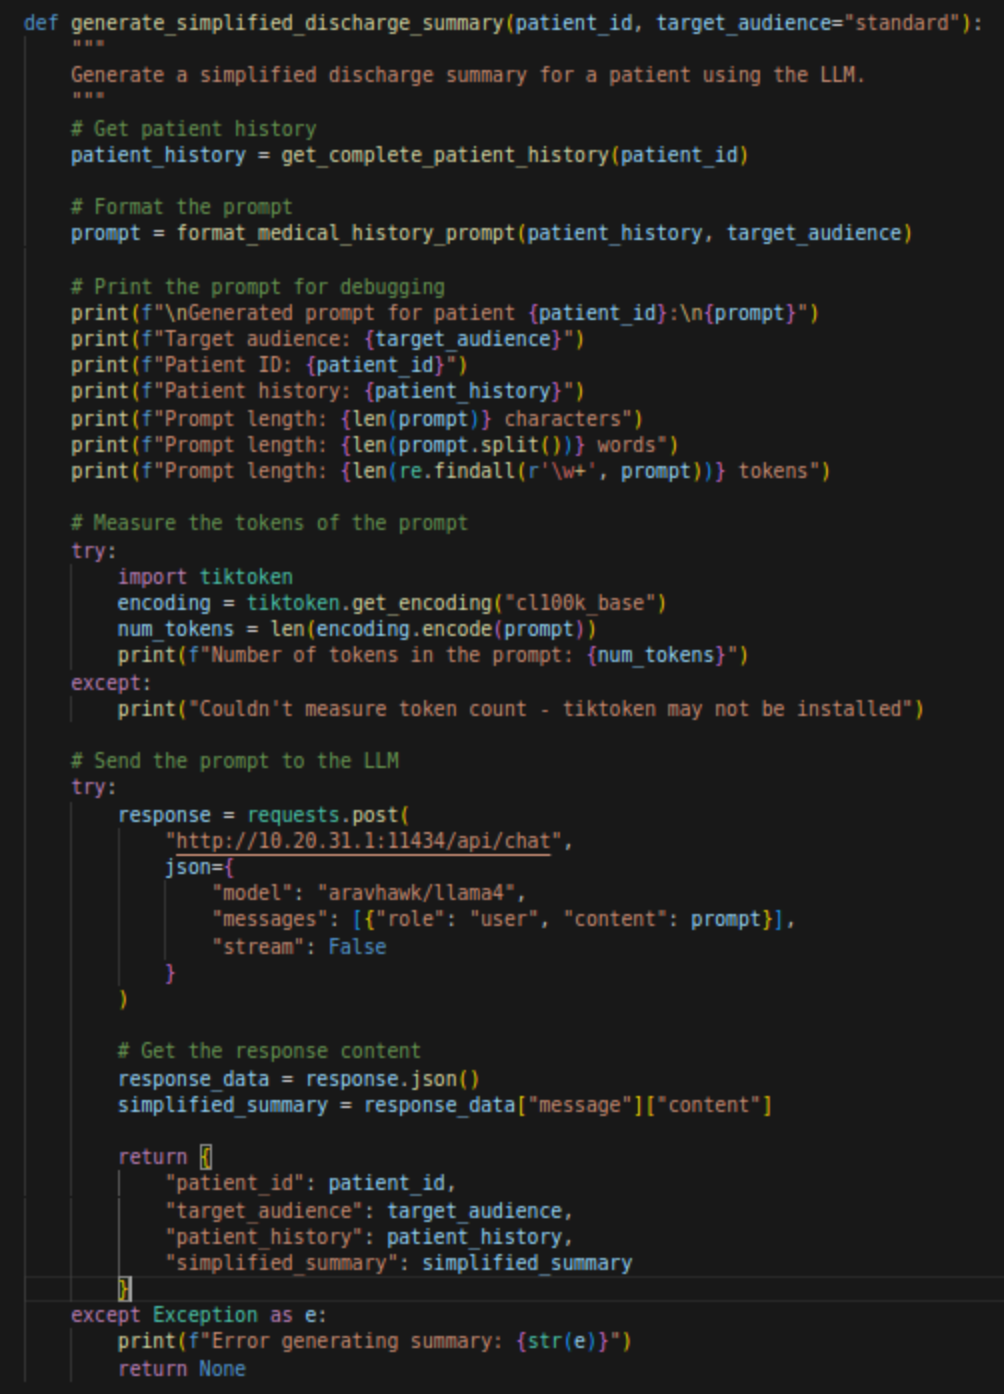 def generate_simplified_discharge_summary(patient_id, target_audience="standard"):
    """
    Generate a simplified discharge summary for a patient using the LLM.
    """
    # Get patient history
    patient_history = get_complete_patient_history(patient_id)

    # Format the prompt
    prompt = format_medical_history_prompt(patient_history, target_audience)

    # Print the prompt for debugging
    print(f"\nGenerated prompt for patient {patient_id}:\n{prompt}")
    print(f"Target audience: {target_audience}")
    print(f"Patient ID: {patient_id}")
    print(f"Patient history: {patient_history}")
    print(f"Prompt length: {len(prompt)} characters")
    print(f"Prompt length: {len(prompt.split())} words")
    print(f"Prompt length: {len(re.findall(r'\w+', prompt))} tokens")

    # Measure the tokens of the prompt
    try:
        import tiktoken
        encoding = tiktoken.get_encoding("cl100k_base")
        num_tokens = len(encoding.encode(prompt))
        print(f"Number of tokens in the prompt: {num_tokens}")
    except:
        print("Couldn't measure token count - tiktoken may not be installed")

    # Send the prompt to the LLM
    try:
        response = requests.post(
            "http://10.20.31.1:11434/api/chat",
            json={
                "model": "aravhawk/llama4",
                "messages": [{"role": "user", "content": prompt}],
                "stream": False
            }
        )

        # Get the response content
        response_data = response.json()
        simplified_summary = response_data["message"]["content"]

        return {
            "patient_id": patient_id,
            "target_audience": target_audience,
            "patient_history": patient_history,
            "simplified_summary": simplified_summary
        }
    except Exception as e:
        print(f"Error generating summary: {str(e)}")
        return None